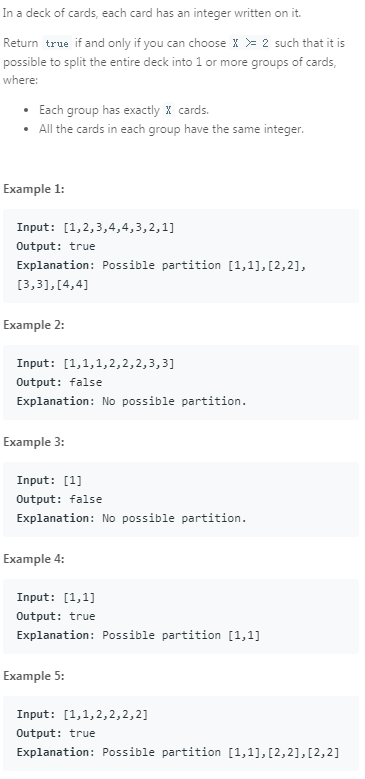 In a deck of cards, each card has an integer written on it.
Return true if and only if you can choose X >= 2 such that it is
possible to split the entire deck into 1 or more groups of cards,
where:
• Each group has exactly X cards.
• All the cards in each group have the same integer.
Example 1:
Input: [1,2,3,4,4,3,2,1]
Output: true
Explanation: Possible partition [1,1],[2,2],
[3,3],[4,4]
Example 2:
Input: [1,1,1,2,2,2,3,3]
Output: false
Explanation: No possible partition.
Example 3:
Input: [1]
Output: false
Explanation: No possible partition.
Example 4:
Input: [1,1]
Output: true
Explanation: Possible partition [1,1]
Example 5:
Input: [1,1,2,2,2,2]
Output: true
Explanation: Possible partition [1,1],[2,2],[2,2]